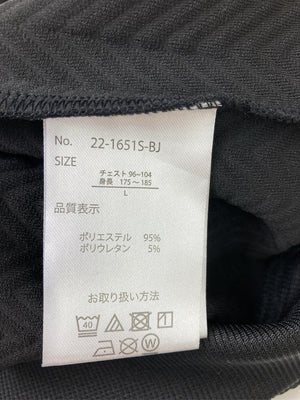 No. 22-1651S-BJ
SIZE
チェスト 96~104
身長 175~185
L
品質表示
ポリエステル 95%
ポリウレタン 5%
お取り扱い方法
40
W